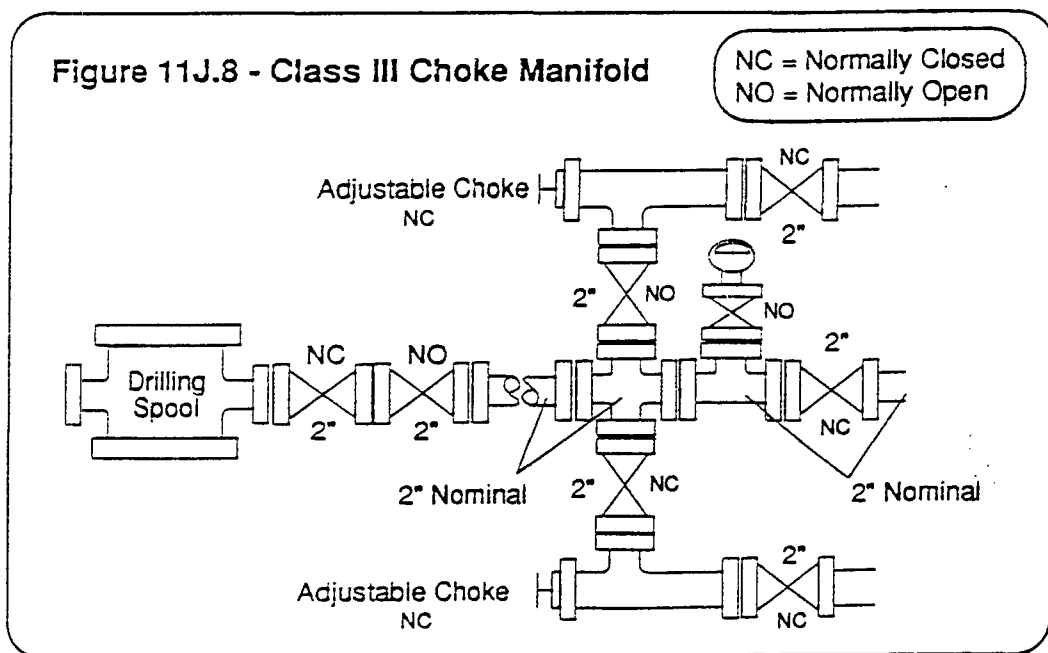 Figure 11J.8 - Class III Choke Manifold
NC = Normally Closed
NO = Normally Open
Adjustable Choke
NC
NC
2"
2"
NO
NO
Drilling
Spool
NC
2"
NO
2"
2"
NC
2" Nominal
2"
NC
2" Nominal
Adjustable Choke
NC
2"
NC